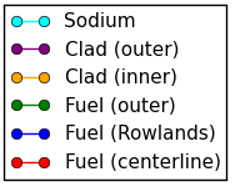 Sodium
Clad (outer)
Clad (inner)
Fuel (outer)
Fuel (Rowlands)
Fuel (centerline)